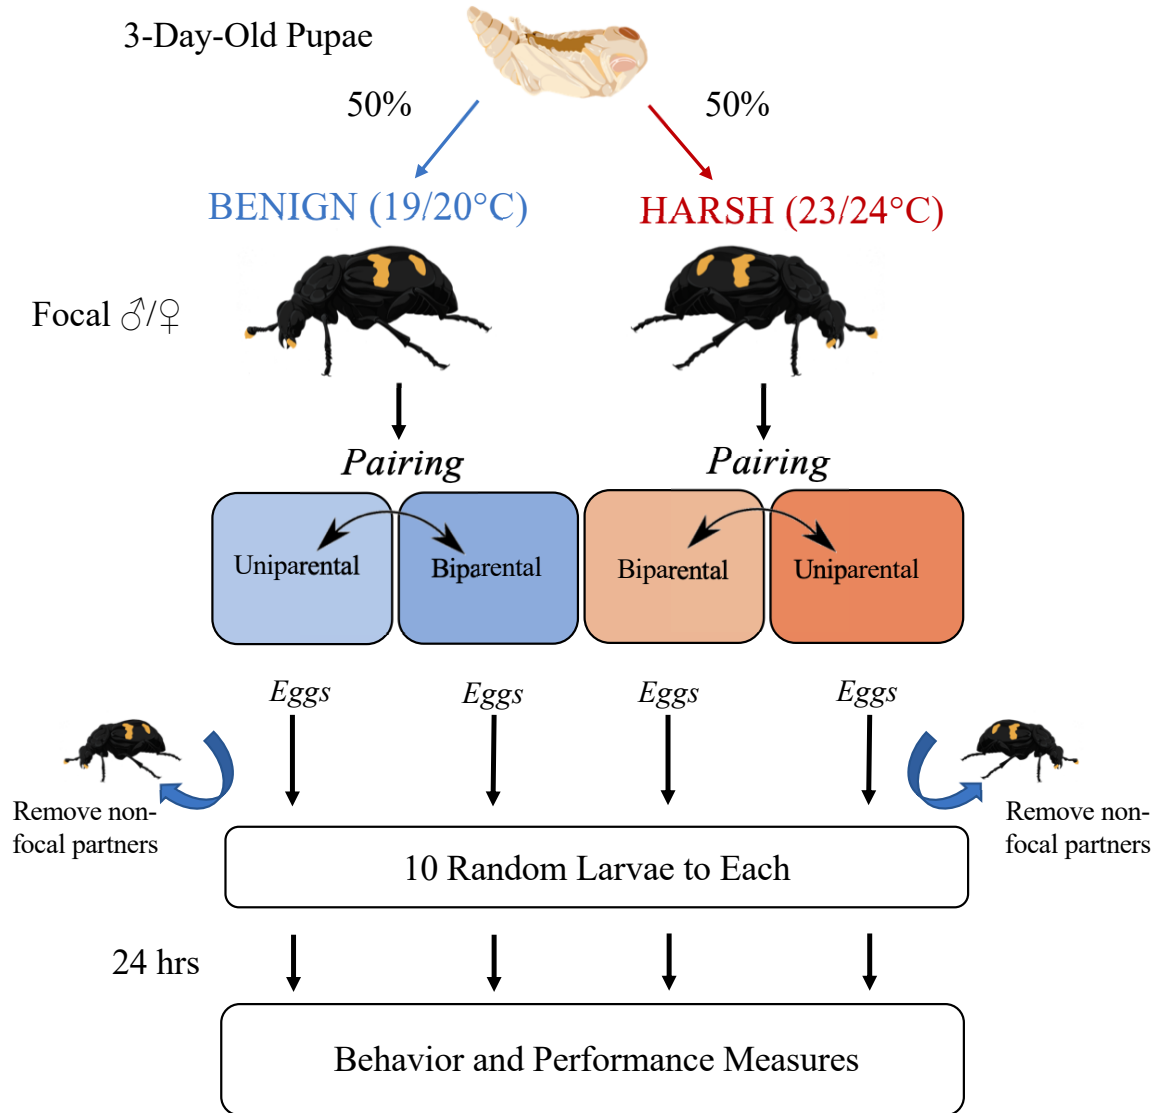 3-Day-Old Pupae
50%
50%
BENIGN (19/20°C)
HARSH (23/24°C)
Focal ♂/♀
Pairing
Pairing
Uniparental
Biparental
Biparental
Uniparental
Eggs
Eggs
Eggs
Eggs
Remove non-
focal partners
Remove non-
focal partners
10 Random Larvae to Each
24 hrs
Behavior and Performance Measures